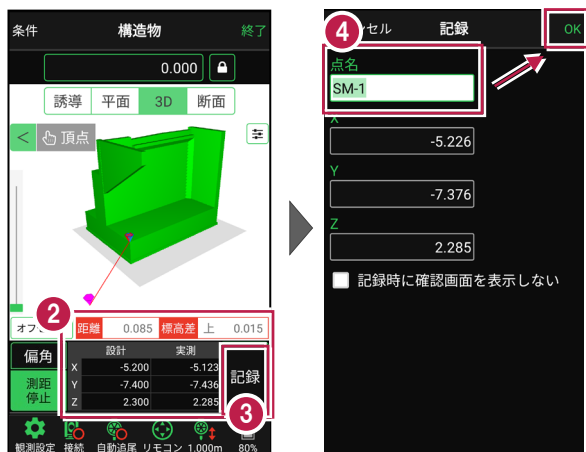 条件 構造物 終了
0.000
誘導 平面 3D 断面
< 頂点
2
オフ
距離 0.085 標高差 上 0.015
偏角
設計 実測
X -5.200 -5.123
Y -7.400 -7.436
Z 2.300 2.285
測距
停止
記録
3
観測設定 接続 自動追尾 リモコン 1.000m 80%
4
ンセル 記録 OK
点名
SM-1
X
-5.226
Y
-7.376
Z
2.285
記録時に確認画面を表示しない